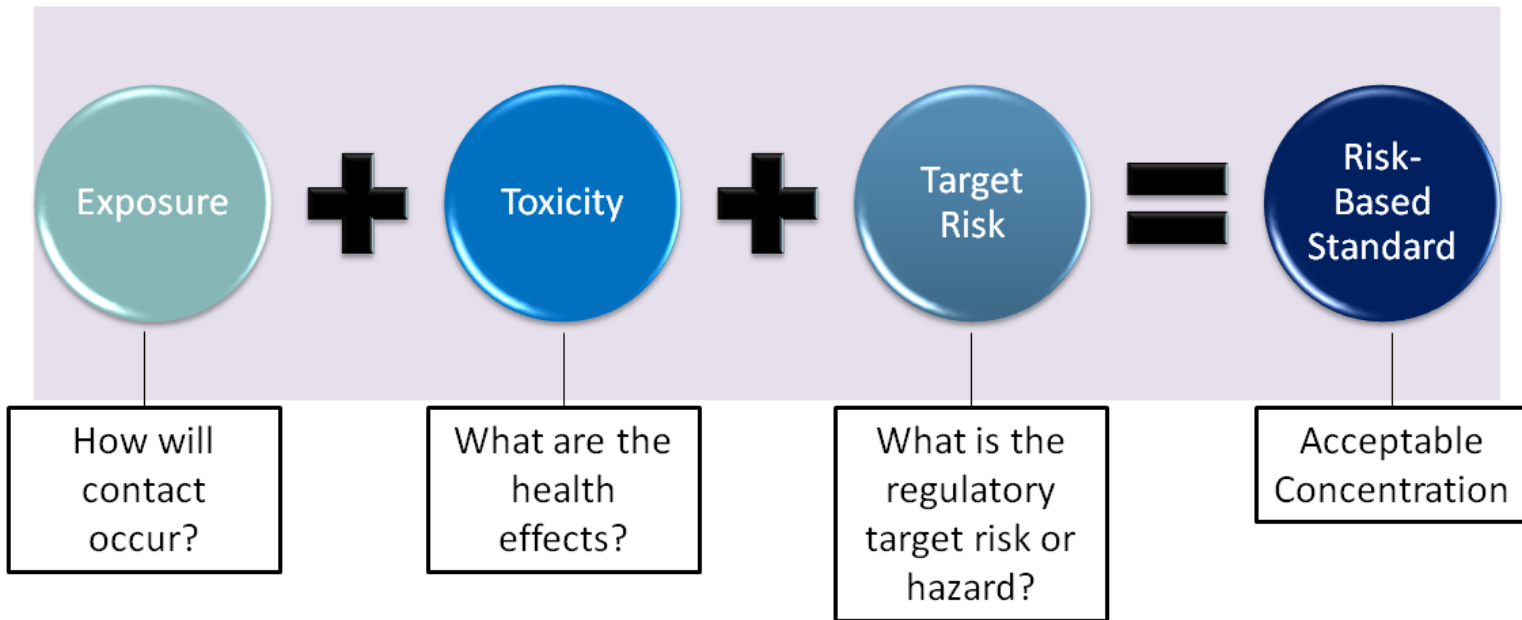 Exposure
Toxicity
Target
Risk
Risk-
Based
Standard
How will
contact
occur?
What are the
health
effects?
What is the
regulatory
target risk or
hazard?
Acceptable
Concentration